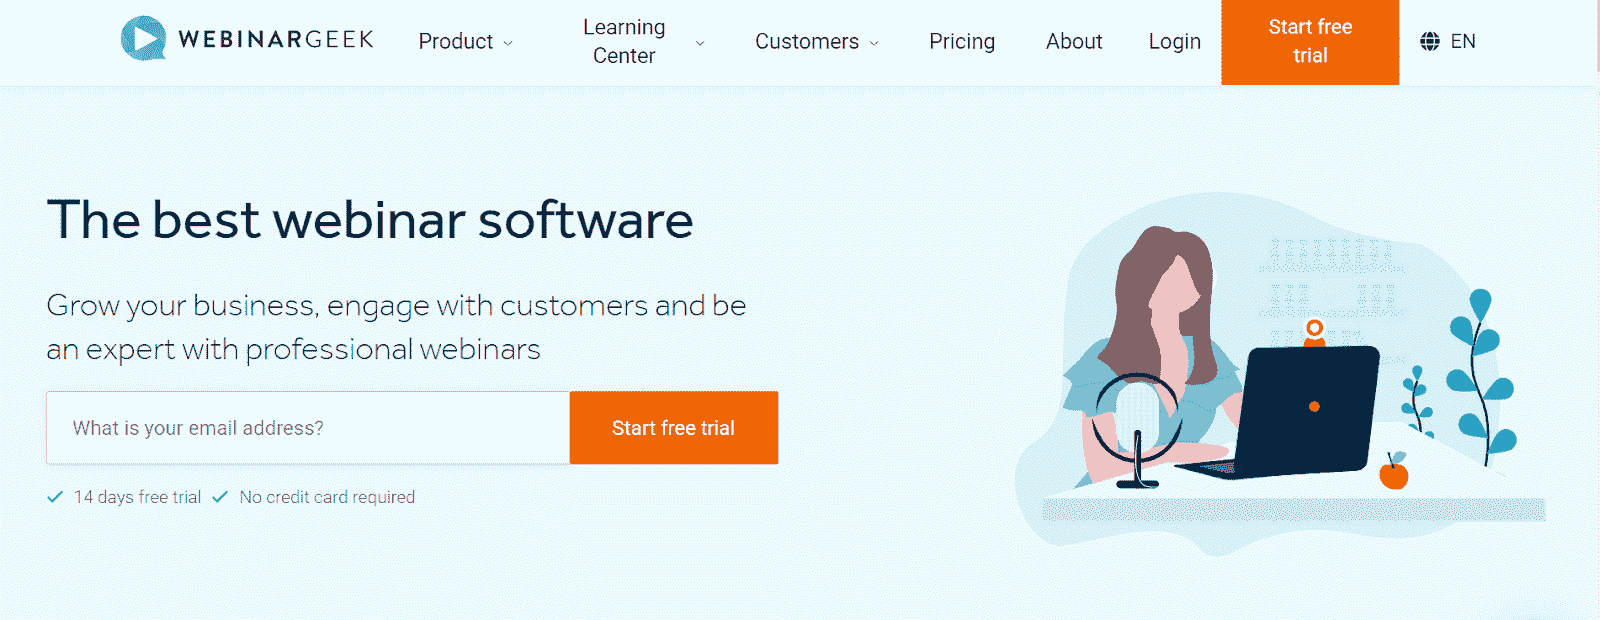 WEBINARGEEK
Product
Learning
Center
Customers
Pricing
About
Login
Start free
trial
EN
The best webinar software
Grow your business, engage with customers and be
an expert with professional webinars
What is your email address?
Start free trial
14 days free trial
No credit card required